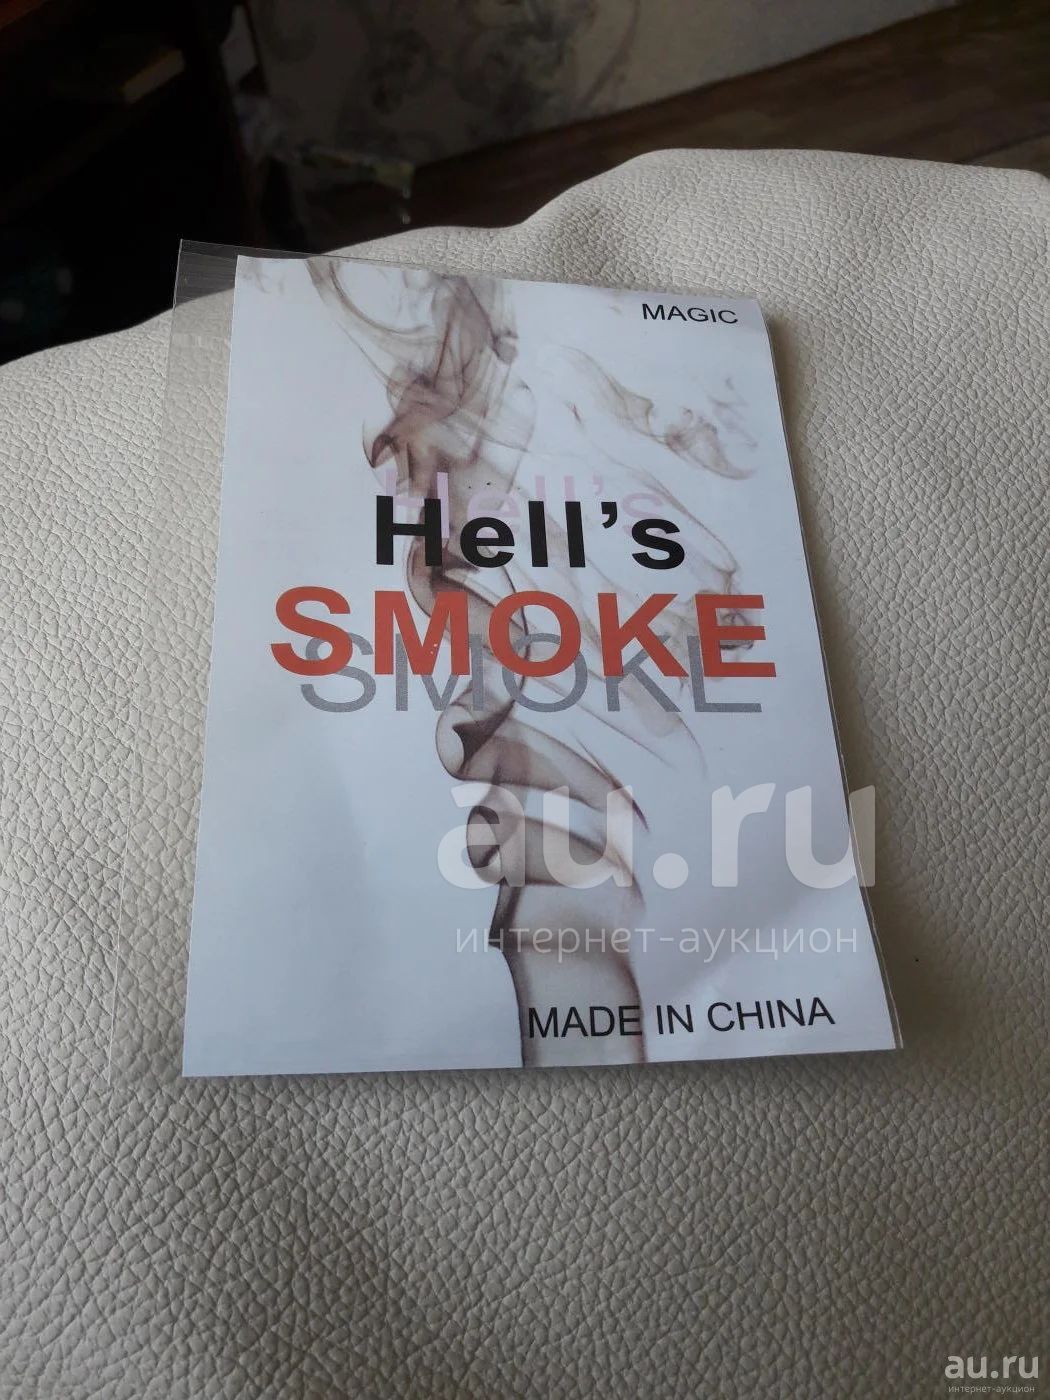 MAGIC
Hell's
Hell's
SMOKE
SMOKE
au.ru
интернет-аукцион
MADE IN CHINA
au.ru
интернет-аукцион